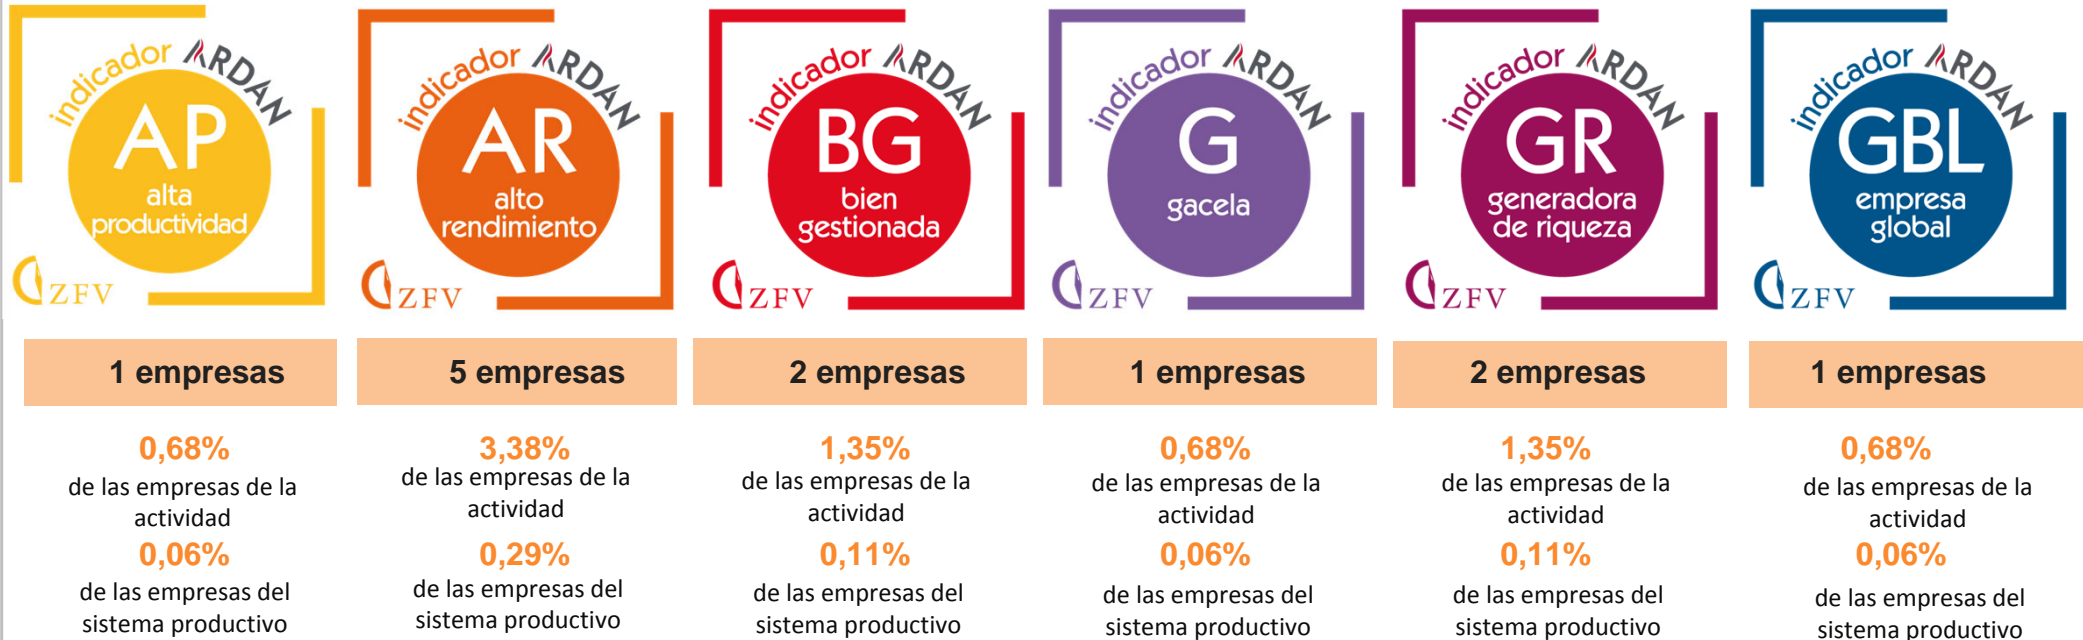 indicador ARDAN
AP
alta
productividad
ZFV
1 empresas
0,68%
de las empresas de la
actividad
0,06%
de las empresas del
sistema productivo
indicador ARDAN
AR
alto
rendimiento
ZFV
5 empresas
3,38%
de las empresas de la
actividad
0,29%
de las empresas del
sistema productivo
indicador ARDAN
BG
bien
gestionada
ZFV
2 empresas
1,35%
de las empresas de la
actividad
0,11%
de las empresas del
sistema productivo
indicador ARDAN
G
gacela
ZFV
1 empresas
0,68%
de las empresas de la
actividad
0,06%
de las empresas del
sistema productivo
indicador ARDAN
GR
generadora
de riqueza
ZFV
2 empresas
1,35%
de las empresas de la
actividad
0,11%
de las empresas del
sistema productivo
indicador ARDAN
GBL
empresa
global
ZFV
1 empresas
0,68%
de las empresas de la
actividad
0,06%
de las empresas del
sistema productivo